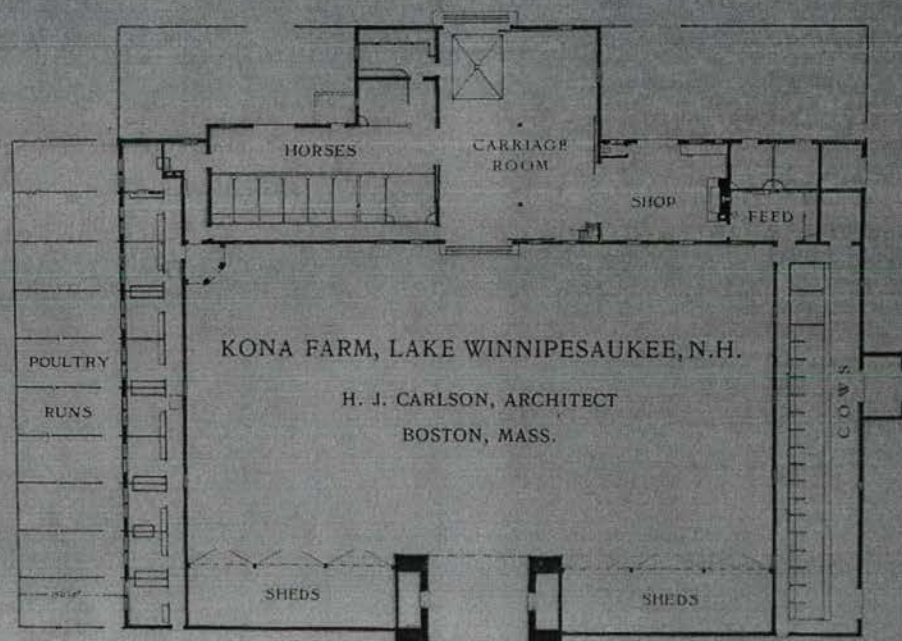 HORSES
CARRIAGE
ROOM
SHOP
FEED
KONA FARM, LAKE WINNIPESAUKEE, N.H.
H. J. CARLSON, ARCHITECT
BOSTON, MASS.
POULTRY
RUNS
COWS
SHEDS
SHEDS